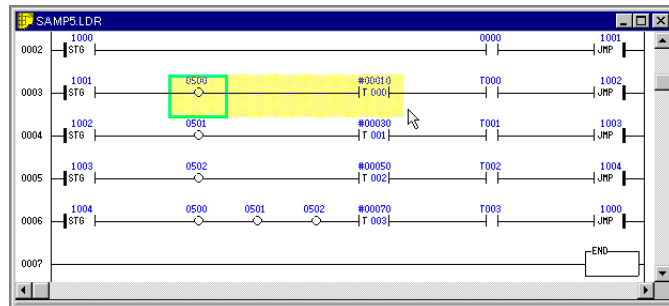 SAMP5.LDR
1000 0000 1001
0002 STG JMP
1001 0500 #00010 T000 1002
0003 STG T 000 JMP
1002 0501 #00030 T001 1003
0004 STG T 001 JMP
1003 0502 #00050 T002 1004
0005 STG T 002 JMP
1004 0500 0501 0502 #00070 T003 1000
0006 STG T 003 JMP
END
0007